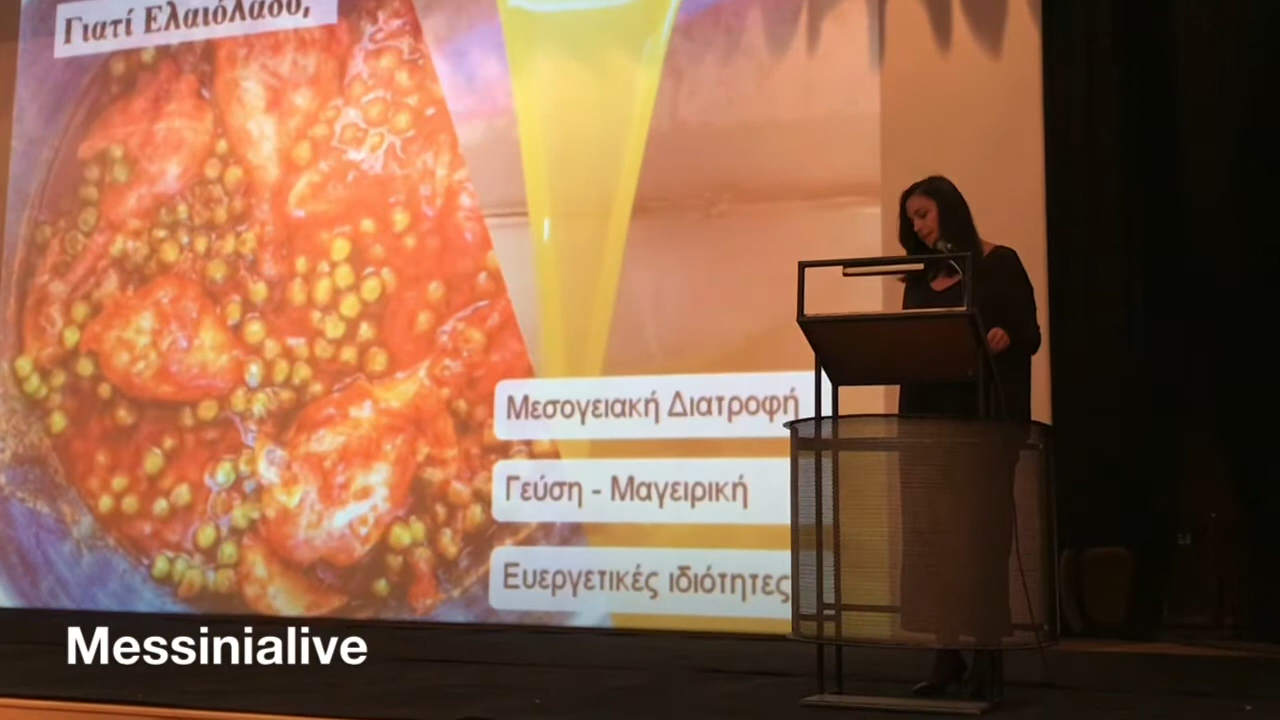 Γιατί Ελαιόλαδο;
Μεσογειακή Διατροφή
Γεύση - Μαγειρική
Ευεργετικές ιδιότητες
Messinialive